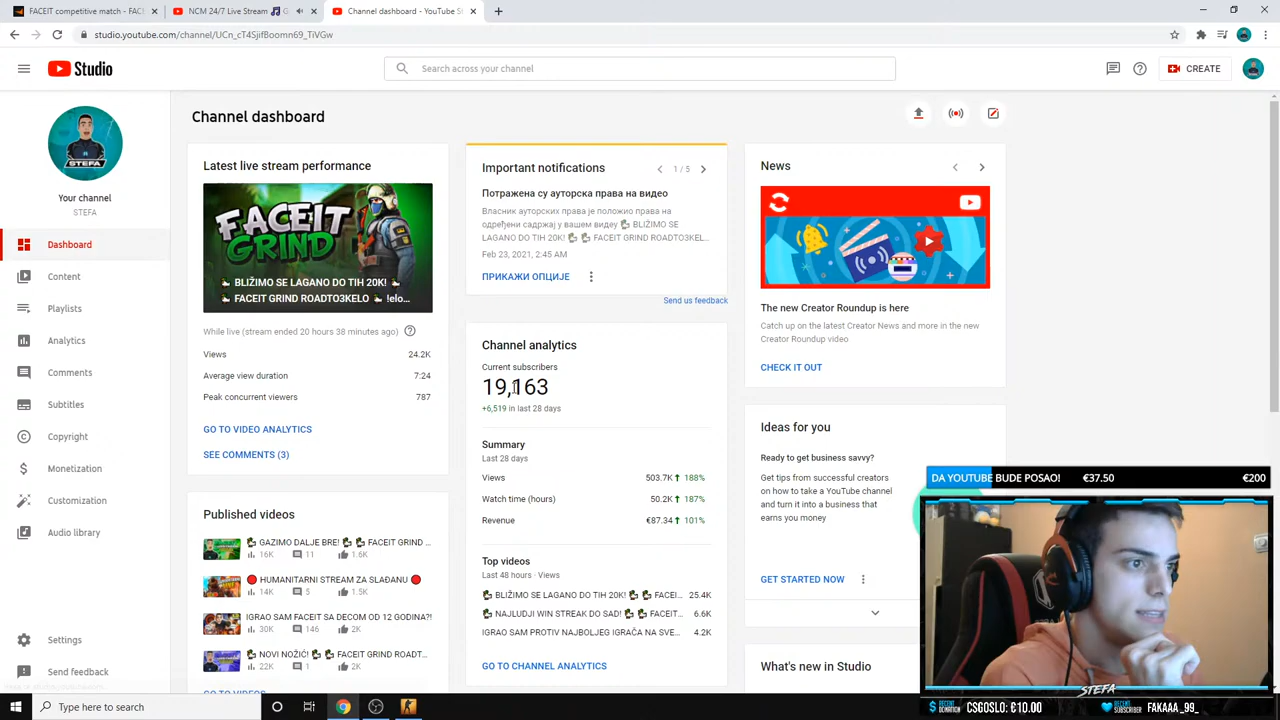 FACEIT competitive match - FAC
NCM 24/7 Live Stream
Channel dashboard - YouTube S
studio.youtube.com/channel/UCn_cT4SjifBoomn69_TiVGw
Studio
Search across your channel
CREATE
STEFA
Your channel
STEFA
Dashboard
Content
Playlists
Analytics
Comments
Subtitles
Copyright
Monetization
Customization
Audio library
Settings
Send feedback
Channel dashboard
Latest live stream performance
FACEIT
GRIND
BLIŽIMO SE LAGANO DO TIH 20K!
FACEIT GRIND ROADTO3KELO !elo...
While live (stream ended 20 hours 38 minutes ago)
Views 24.2K
Average view duration 7:24
Peak concurrent viewers 787
GO TO VIDEO ANALYTICS
SEE COMMENTS (3)
Published videos
GAZIMO DALJE BRE! FACEIT GRIND ...
16K 11 1.6K
HUMANITARNI STREAM ZA SLAĐANU
14K 5 1.5K
IGRAO SAM FACEIT SA DECOM OD 12 GODINA?!
30K 146 2K
NOVI NOŽIĆ! FACEIT GRIND ROADT...
22K 1 2K
GO TO VIDEOS
Important notifications
1 / 5
Потражена су ауторска права на видео
Власник ауторских права је положио права на
одређени садржај у вашем видеу BLIŽIMO SE
LAGANO DO TIH 20K! FACEIT GRIND ROADTO3KEL...
Feb 23, 2021, 2:45 AM
ПРИКАЖИ ОПЦИЈЕ
Send us feedback
Channel analytics
Current subscribers
19,163
+6,519 in last 28 days
Summary
Last 28 days
Views 503.7K 188%
Watch time (hours) 50.2K 187%
Revenue €87.34 101%
Top videos
Last 48 hours · Views
BLIŽIMO SE LAGANO DO TIH 20K! FACEI... 25.4K
NAJLUDJI WIN STREAK DO SAD! FACEIT... 6.6K
IGRAO SAM PROTIV NAJBOLJEG IGRAČA NA SVE... 4.2K
GO TO CHANNEL ANALYTICS
News
The new Creator Roundup is here
Catch up on the latest Creator News and more in the new
Creator Roundup video
CHECK IT OUT
Ideas for you
Ready to get business savvy?
Get tips from successful creators
on how to take a YouTube channel
and turn it into a business that
earns you money
GET STARTED NOW
What's new in Studio
DA YOUTUBE BUDE POSAO! €37.50 €200
STEFA
RECENT DONATION CSGOSLO: €10.00
RECENT SUBSCRIBER FAKAAA_99_
Type here to search